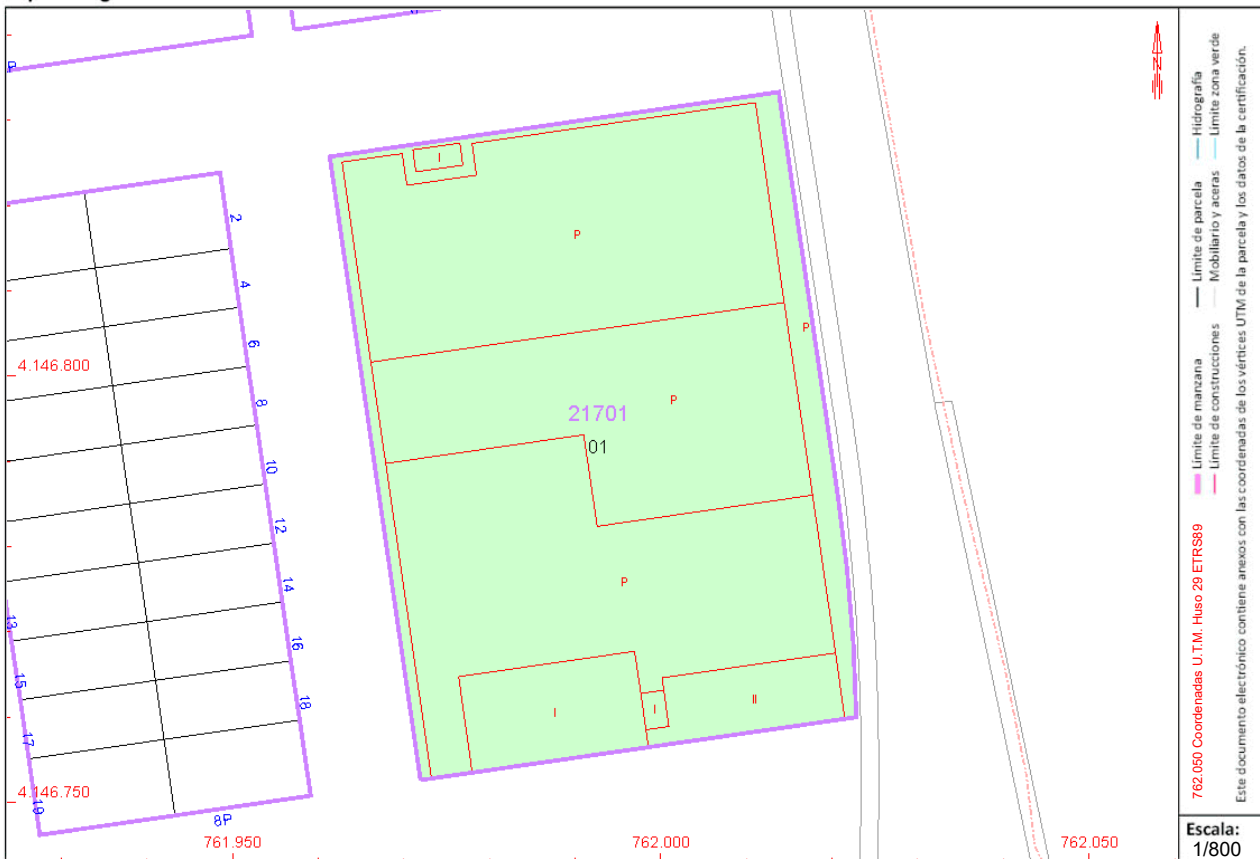 P
N
I
2
P
4
P
4.146.800
6
P
8
21701
01
10
12
P
14
13
16
15
18
I
I
II
17
4.146.750
19
8P
761.950
762.000
762.050
762.050 Coordenadas U.T.M. Huso 29 ETRS89
Límite de manzana
Límite de parcela
Hidrografía
Límite de construcciones
Mobiliario y aceras
Límite zona verde
Este documento electrónico contiene anexos con las coordenadas de los vértices UTM de la parcela y los datos de la certificación.
Escala:
1/800